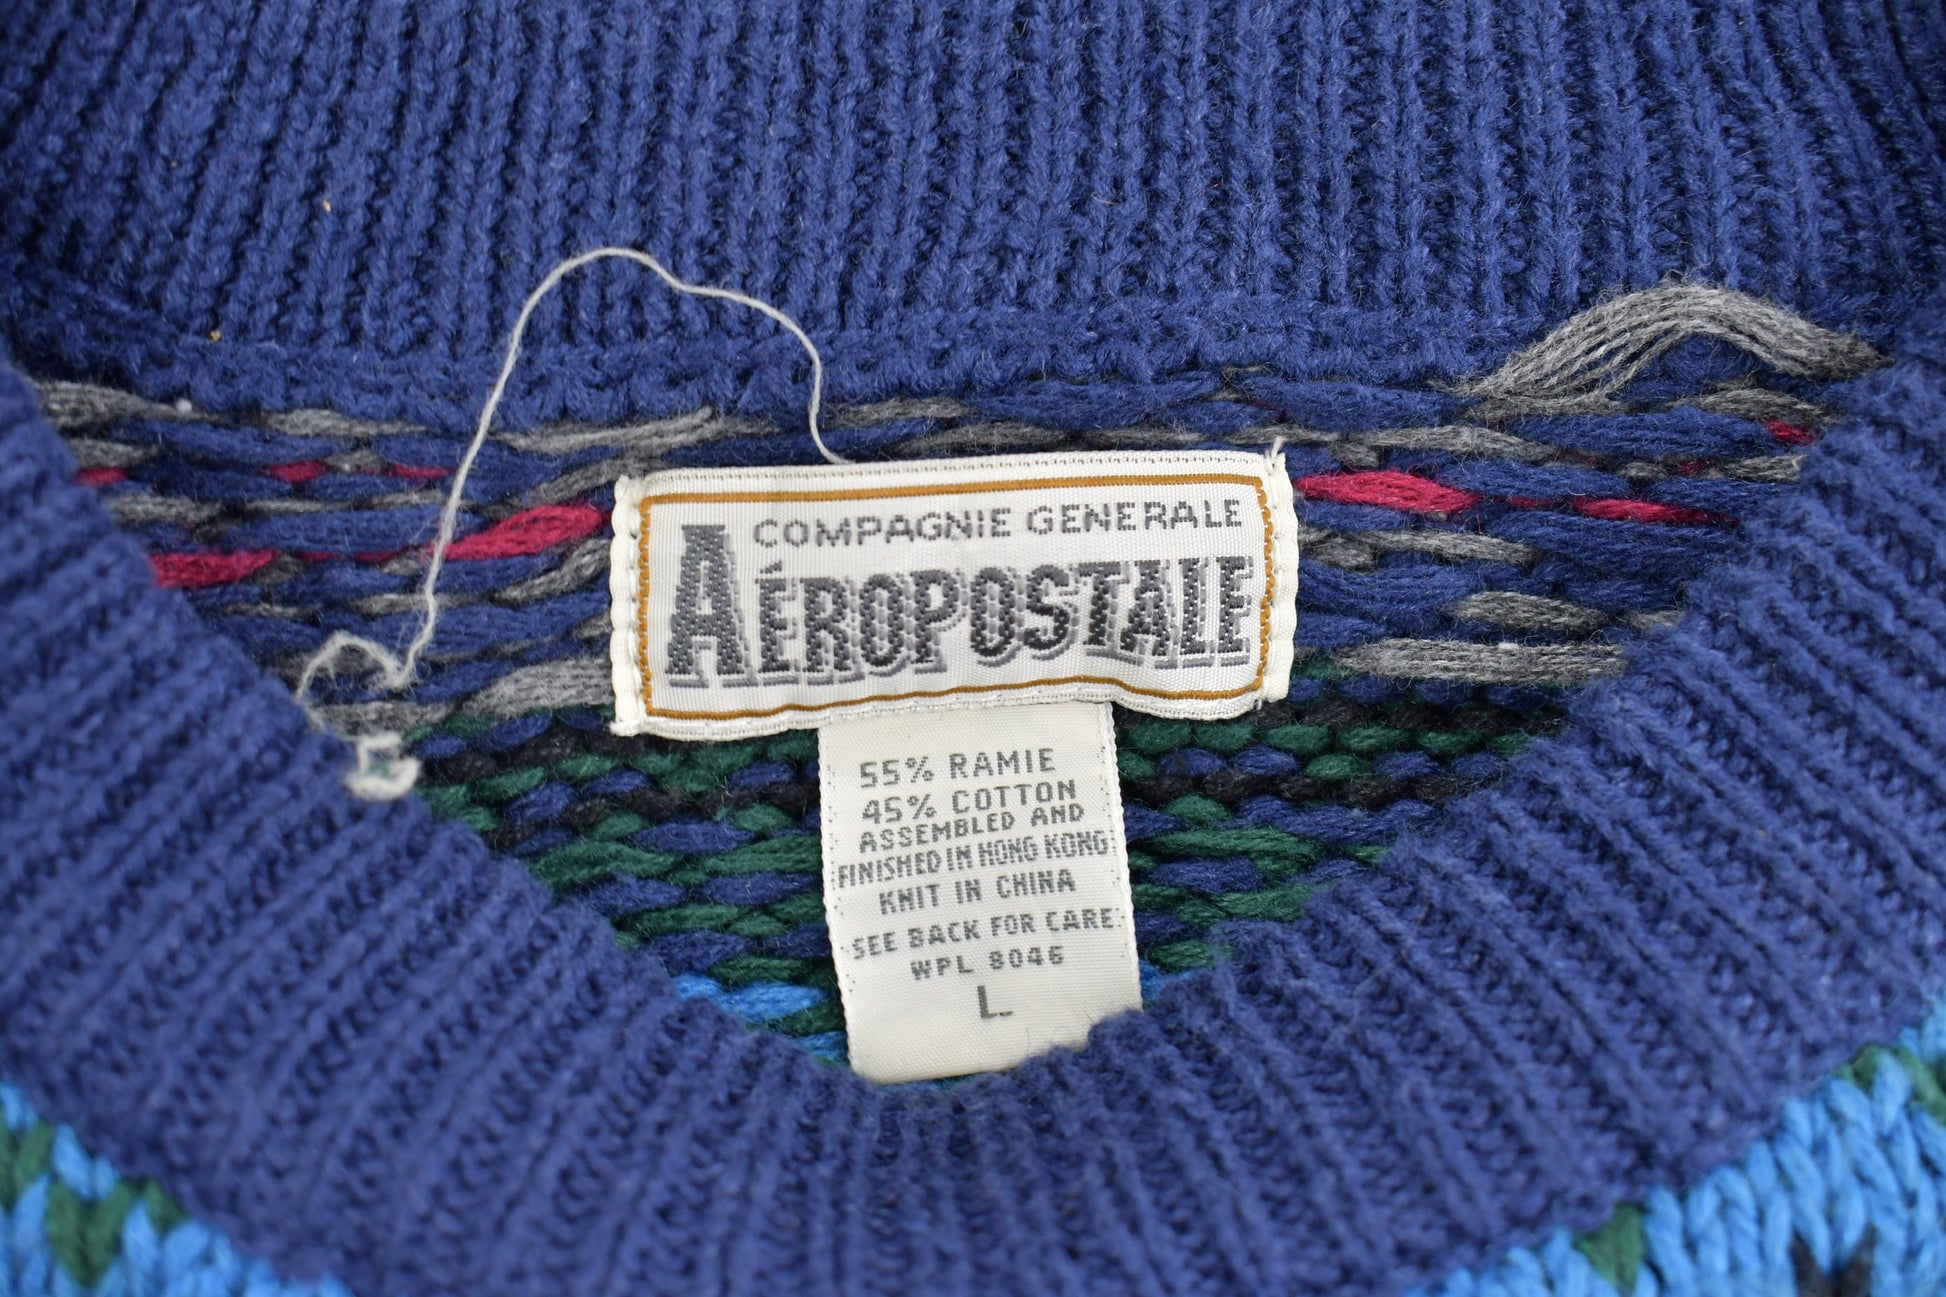 COMPAGNIE GENERALE
AÉROPOSTALE
55% RAMIE
45% COTTON
ASSEMBLED AND
FINISHED IN HONG KONG
KNIT IN CHINA
SEE BACK FOR CARE
WPL 8046
L